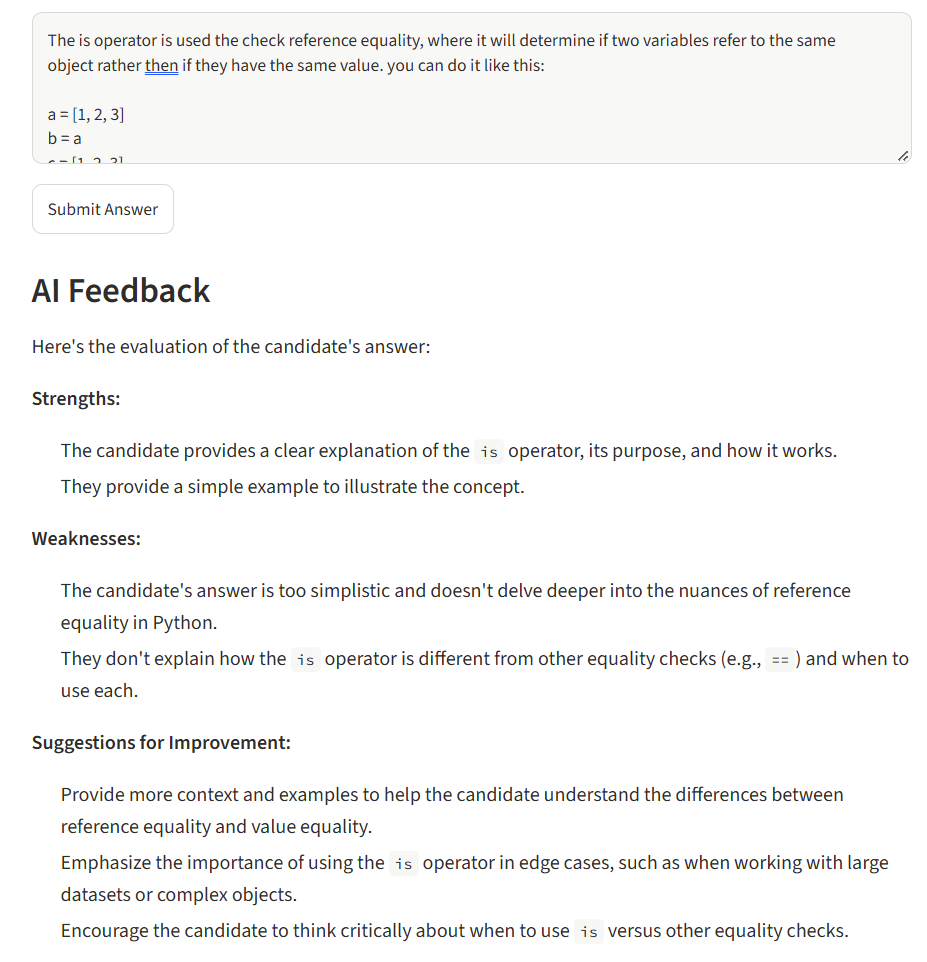 The is operator is used the check reference equality, where it will determine if two variables refer to the same
object rather then if they have the same value. you can do it like this:
a = [1, 2, 3]
b = a
c = [1, 2, 3]
Submit Answer
AI Feedback
Here's the evaluation of the candidate's answer:
Strengths:
The candidate provides a clear explanation of the is operator, its purpose, and how it works.
They provide a simple example to illustrate the concept.
Weaknesses:
The candidate's answer is too simplistic and doesn't delve deeper into the nuances of reference
equality in Python.
They don't explain how the is operator is different from other equality checks (e.g., == ) and when to
use each.
Suggestions for Improvement:
Provide more context and examples to help the candidate understand the differences between
reference equality and value equality.
Emphasize the importance of using the is operator in edge cases, such as when working with large
datasets or complex objects.
Encourage the candidate to think critically about when to use is versus other equality checks.